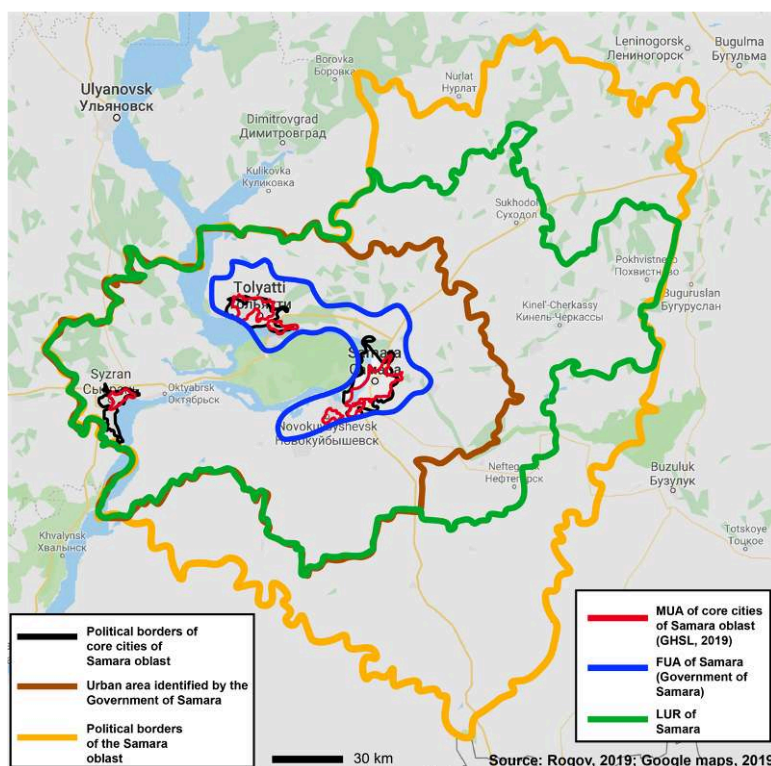 Leninogorsk
Лениногорск
Bugulma
Бугульма
Borovka
Боровка
Nurlat
Нурлат
Ulyanovsk
Ульяновск
Dimitrovgrad
Димитровград
Kulikovka
Куликовка
Sukhodol
Суходол
Pokhvistnevo
Похвистнево
Tolyatti
Buguruslan
Бугуруслан
Kinel'-Cherkassy
Кинель-Черкассы
Samara
Syzran
Oktyabrsk
Октябрьск
Novokuybyshevsk
Новокуйбышевск
Нефтегорск
Buzuluk
Бузулук
Khvalynsk
Хвалынск
Totskoye
Тоцкое
Political borders of
core cities of
Samara oblast
Urban area identified by the
Government of Samara
Political borders
of the Samara
oblast
MUA of core cities
of Samara oblast
(GHSL, 2019)
FUA of Samara
(Government of
Samara)
LUR of
Samara
30 km
Source: Rogov, 2019; Google maps, 2019